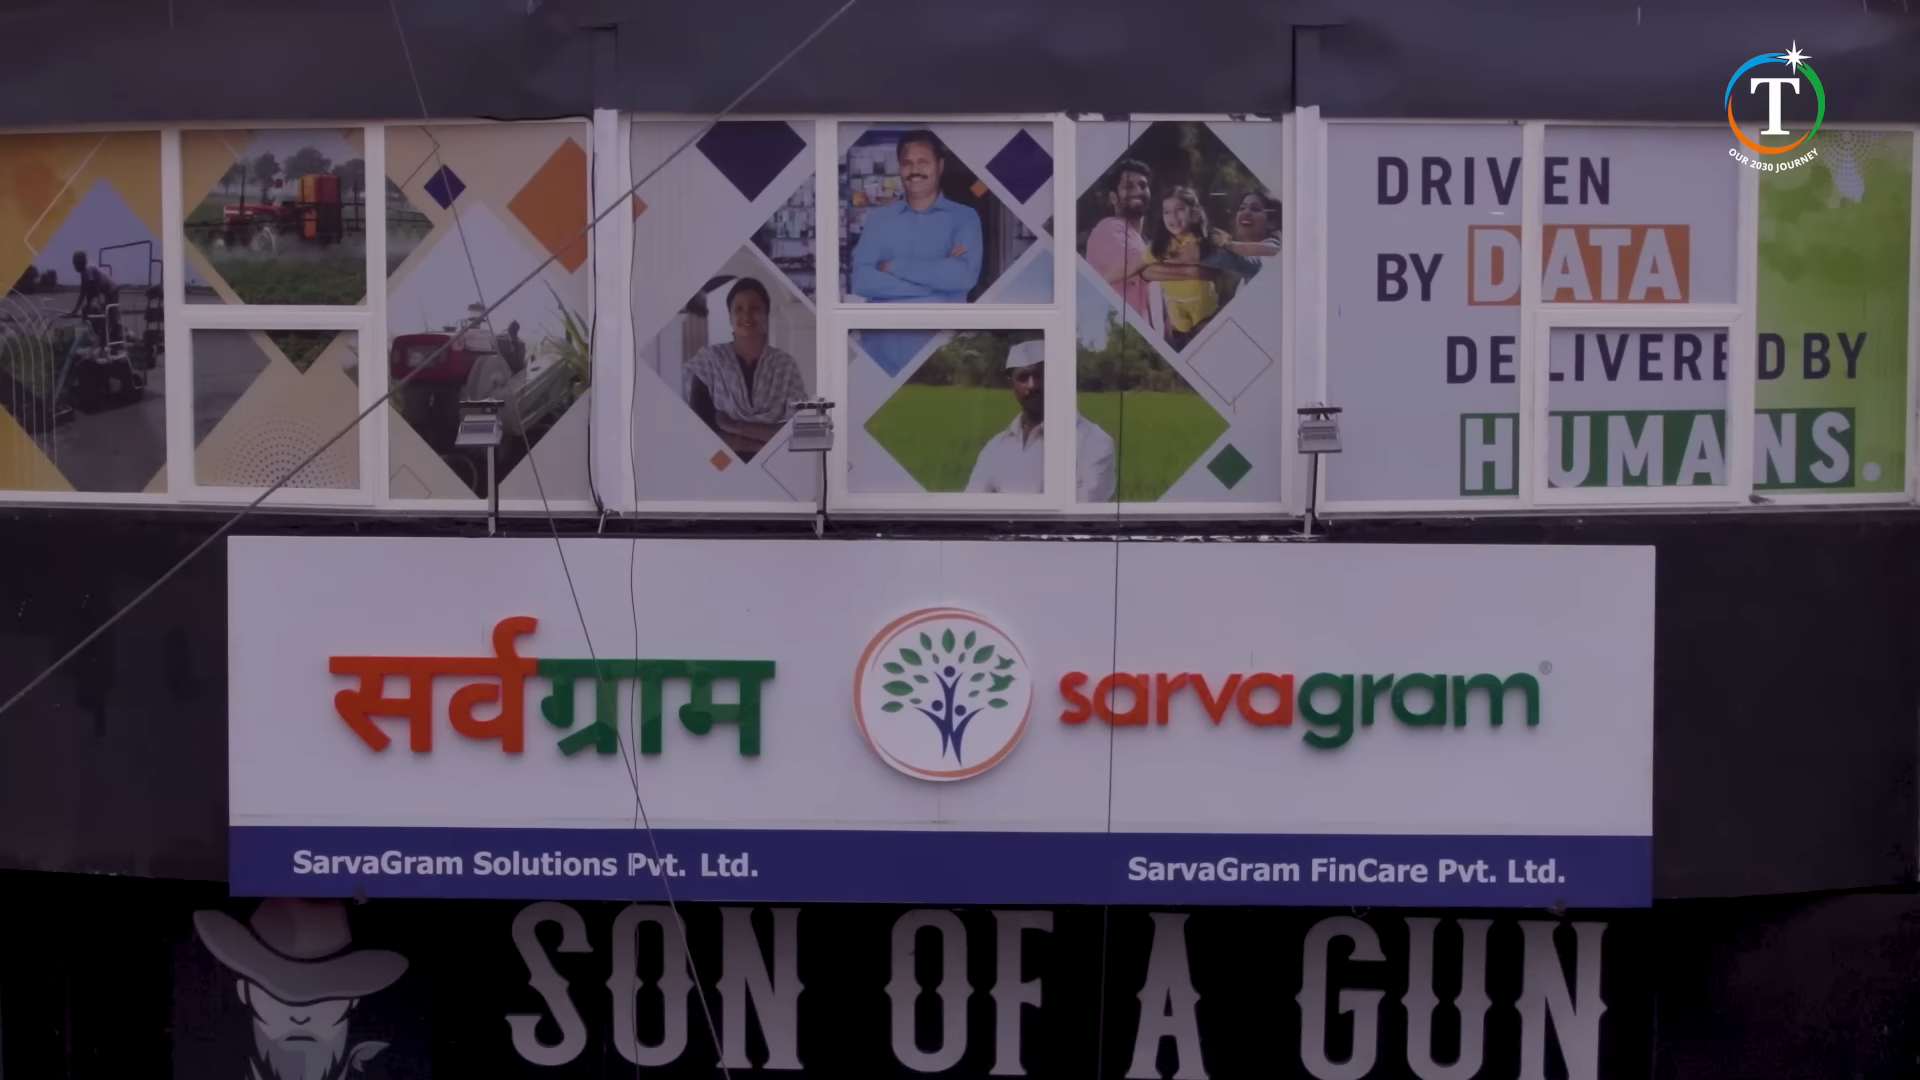 T
OUR 2030 JOURNEY
DRIVEN
BY DATA
DELIVERED BY
HUMANS.
सर्वग्राम
sarvagram®
SarvaGram Solutions Pvt. Ltd.
SarvaGram FinCare Pvt. Ltd.
SON OF A GUN